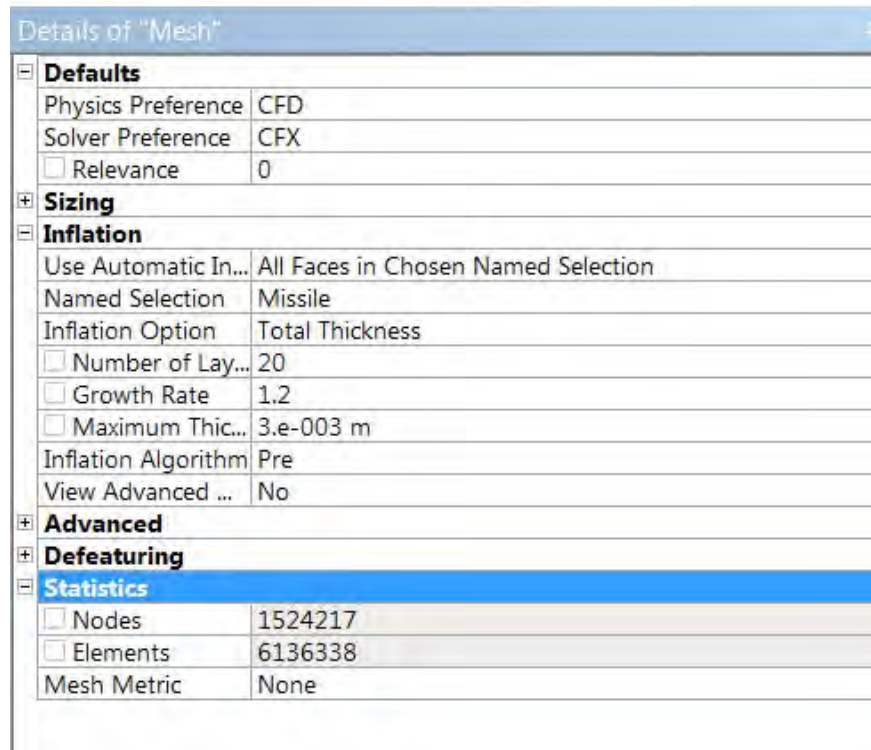 Details of "Mesh"
Defaults
Physics Preference CFD
Solver Preference CFX
Relevance 0
Sizing
Inflation
Use Automatic In... All Faces in Chosen Named Selection
Named Selection Missile
Inflation Option Total Thickness
Number of Lay... 20
Growth Rate 1.2
Maximum Thic... 3.e-003 m
Inflation Algorithm Pre
View Advanced ... No
Advanced
Defeaturing
Statistics
Nodes 1524217
Elements 6136338
Mesh Metric None